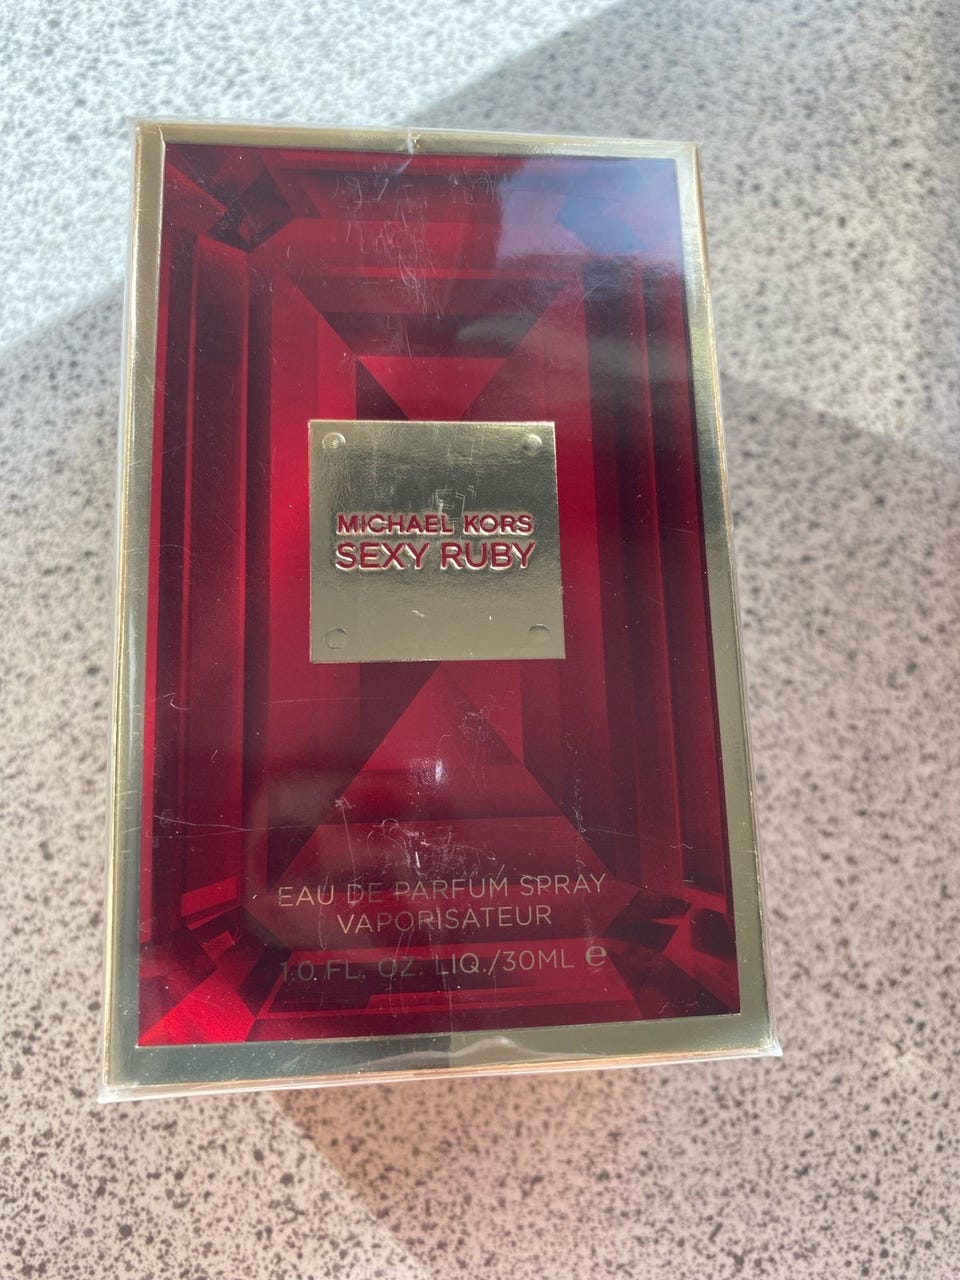 MICHAEL KORS
SEXY RUBY
EAU DE PARFUM SPRAY
VAPORISATEUR
1.0 FL. OZ. LIQ./30ML ℮